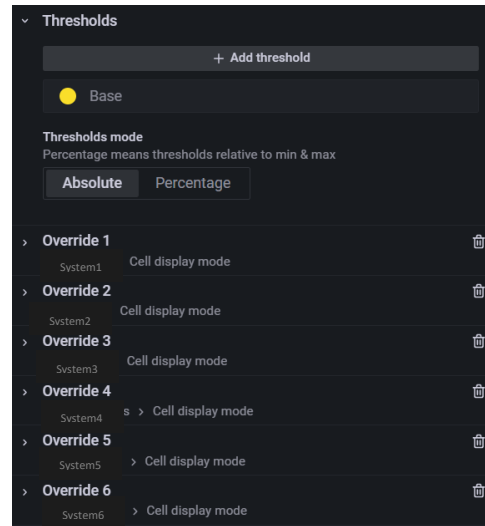 Thresholds
+ Add threshold
Base
Thresholds mode
Percentage means thresholds relative to min & max
Absolute Percentage
Override 1
System1 Cell display mode
Override 2
System2 Cell display mode
Override 3
System3 Cell display mode
Override 4
System4 s > Cell display mode
Override 5
System5 > Cell display mode
Override 6
System6 > Cell display mode